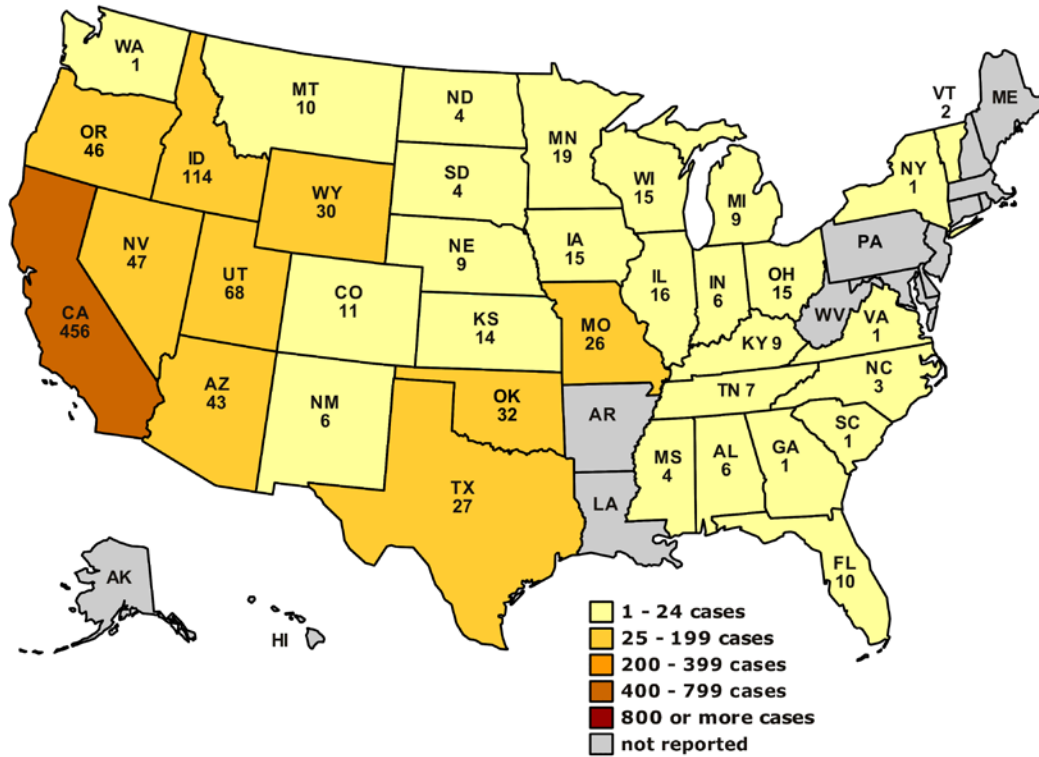 WA
1
MT
10
ND
4
MN
19
VT
2
ME
OR
46
ID
114
WY
30
SD
4
WI
15
MI
9
NY
1
NV
47
UT
68
CO
11
NE
9
IA
15
IL
16
IN
6
OH
15
PA
WV
VA
1
CA
456
AZ
43
NM
6
KS
14
MO
26
KY 9
NC
3
TN 7
OK
32
AR
SC
1
MS
4
AL
6
GA
1
TX
27
LA
FL
10
AK
HI
1 - 24 cases
25 - 199 cases
200 - 399 cases
400 - 799 cases
800 or more cases
not reported